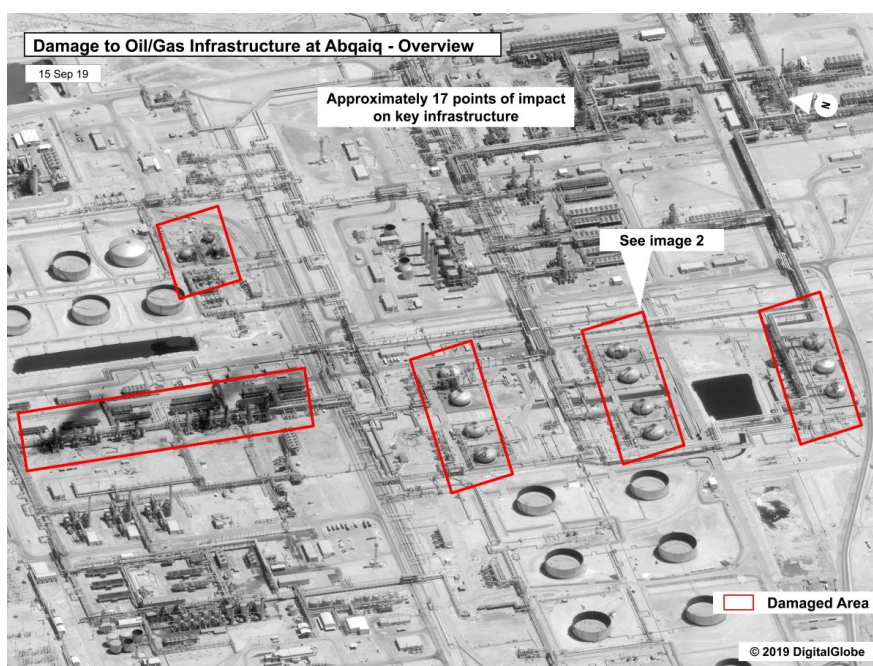 Damage to Oil/Gas Infrastructure at Abqaiq - Overview
15 Sep 19
Approximately 17 points of impact
on key infrastructure
N
See image 2
Damaged Area
© 2019 DigitalGlobe